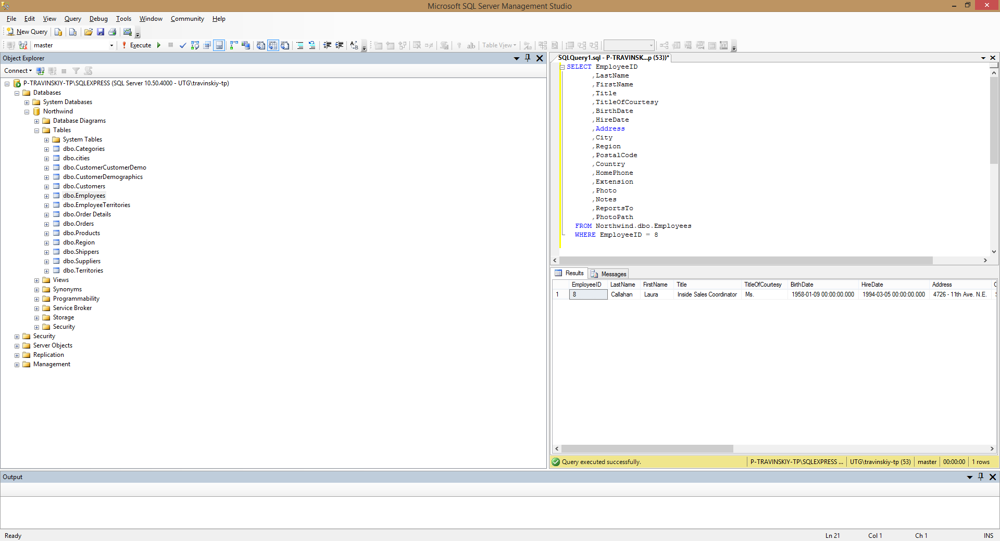 Microsoft SQL Server Management Studio
File Edit View Query Debug Tools Window Community Help
New Query
master Execute Table View
Object Explorer
Connect
P-TRAVINSKIY-TP\SQLEXPRESS (SQL Server 10.50.4000 - UTG\travinskiy-tp)
Databases
System Databases
Northwind
Database Diagrams
Tables
System Tables
dbo.Categories
dbo.cities
dbo.CustomerCustomerDemo
dbo.CustomerDemographics
dbo.Customers
dbo.Employees
dbo.EmployeeTerritories
dbo.Order Details
dbo.Orders
dbo.Products
dbo.Region
dbo.Shippers
dbo.Suppliers
dbo.Territories
Views
Synonyms
Programmability
Service Broker
Storage
Security
Security
Server Objects
Replication
Management
SQLQuery1.sql - P-TRAVINSK...p (53))*
SELECT EmployeeID
,LastName
,FirstName
,Title
,TitleOfCourtesy
,BirthDate
,HireDate
,Address
,City
,Region
,PostalCode
,Country
,HomePhone
,Extension
,Photo
,Notes
,ReportsTo
,PhotoPath
FROM Northwind.dbo.Employees
WHERE EmployeeID = 8
Results Messages
EmployeeID LastName FirstName Title TitleOfCourtesy BirthDate HireDate Address
1 8 Callahan Laura Inside Sales Coordinator Ms. 1958-01-09 00:00:00.000 1994-03-05 00:00:00.000 4726 - 11th Ave. N.E.
Query executed successfully. P-TRAVINSKIY-TP\SQLEXPRESS ... UTG\travinskiy-tp (53) master 00:00:00 1 rows
Output
Ready Ln 21 Col 1 Ch 1 INS